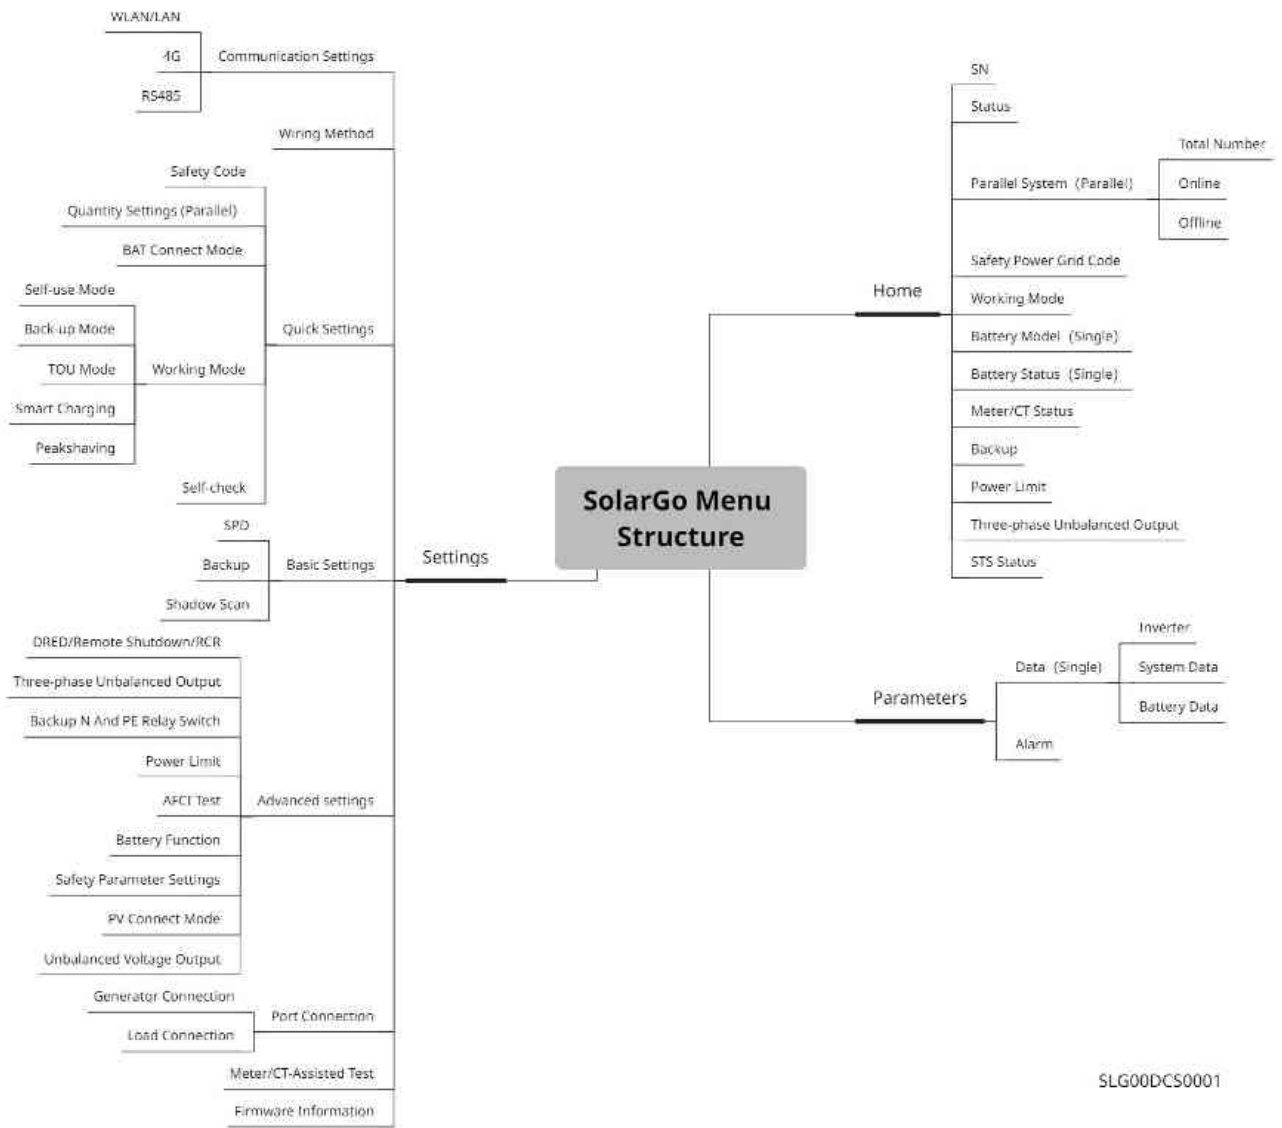 WLAN/LAN
4G
Communication Settings
RS485
Wiring Method
Safety Code
Quantity Settings (Parallel)
BAT Connect Mode
Self-use Mode
Back-up Mode
Quick Settings
TOU Mode
Working Mode
Smart Charging
Peakshaving
Self-check
SPD
Backup
Basic Settings
Shadow Scan
Settings
DRED/Remote Shutdown/RCR
Three-phase Unbalanced Output
Backup N And PE Relay Switch
Power Limit
AFCI Test
Advanced settings
Battery Function
Safety Parameter Settings
PV Connect Mode
Unbalanced Voltage Output
Generator Connection
Port Connection
Load Connection
Meter/CT-Assisted Test
Firmware Information
SolarGo Menu
Structure
Home
SN
Status
Parallel System (Parallel)
Total Number
Online
Offline
Safety Power Grid Code
Working Mode
Battery Model (Single)
Battery Status (Single)
Meter/CT Status
Backup
Power Limit
Three-phase Unbalanced Output
STS Status
Parameters
Data (Single)
Inverter
System Data
Battery Data
Alarm
SLG00DCS0001